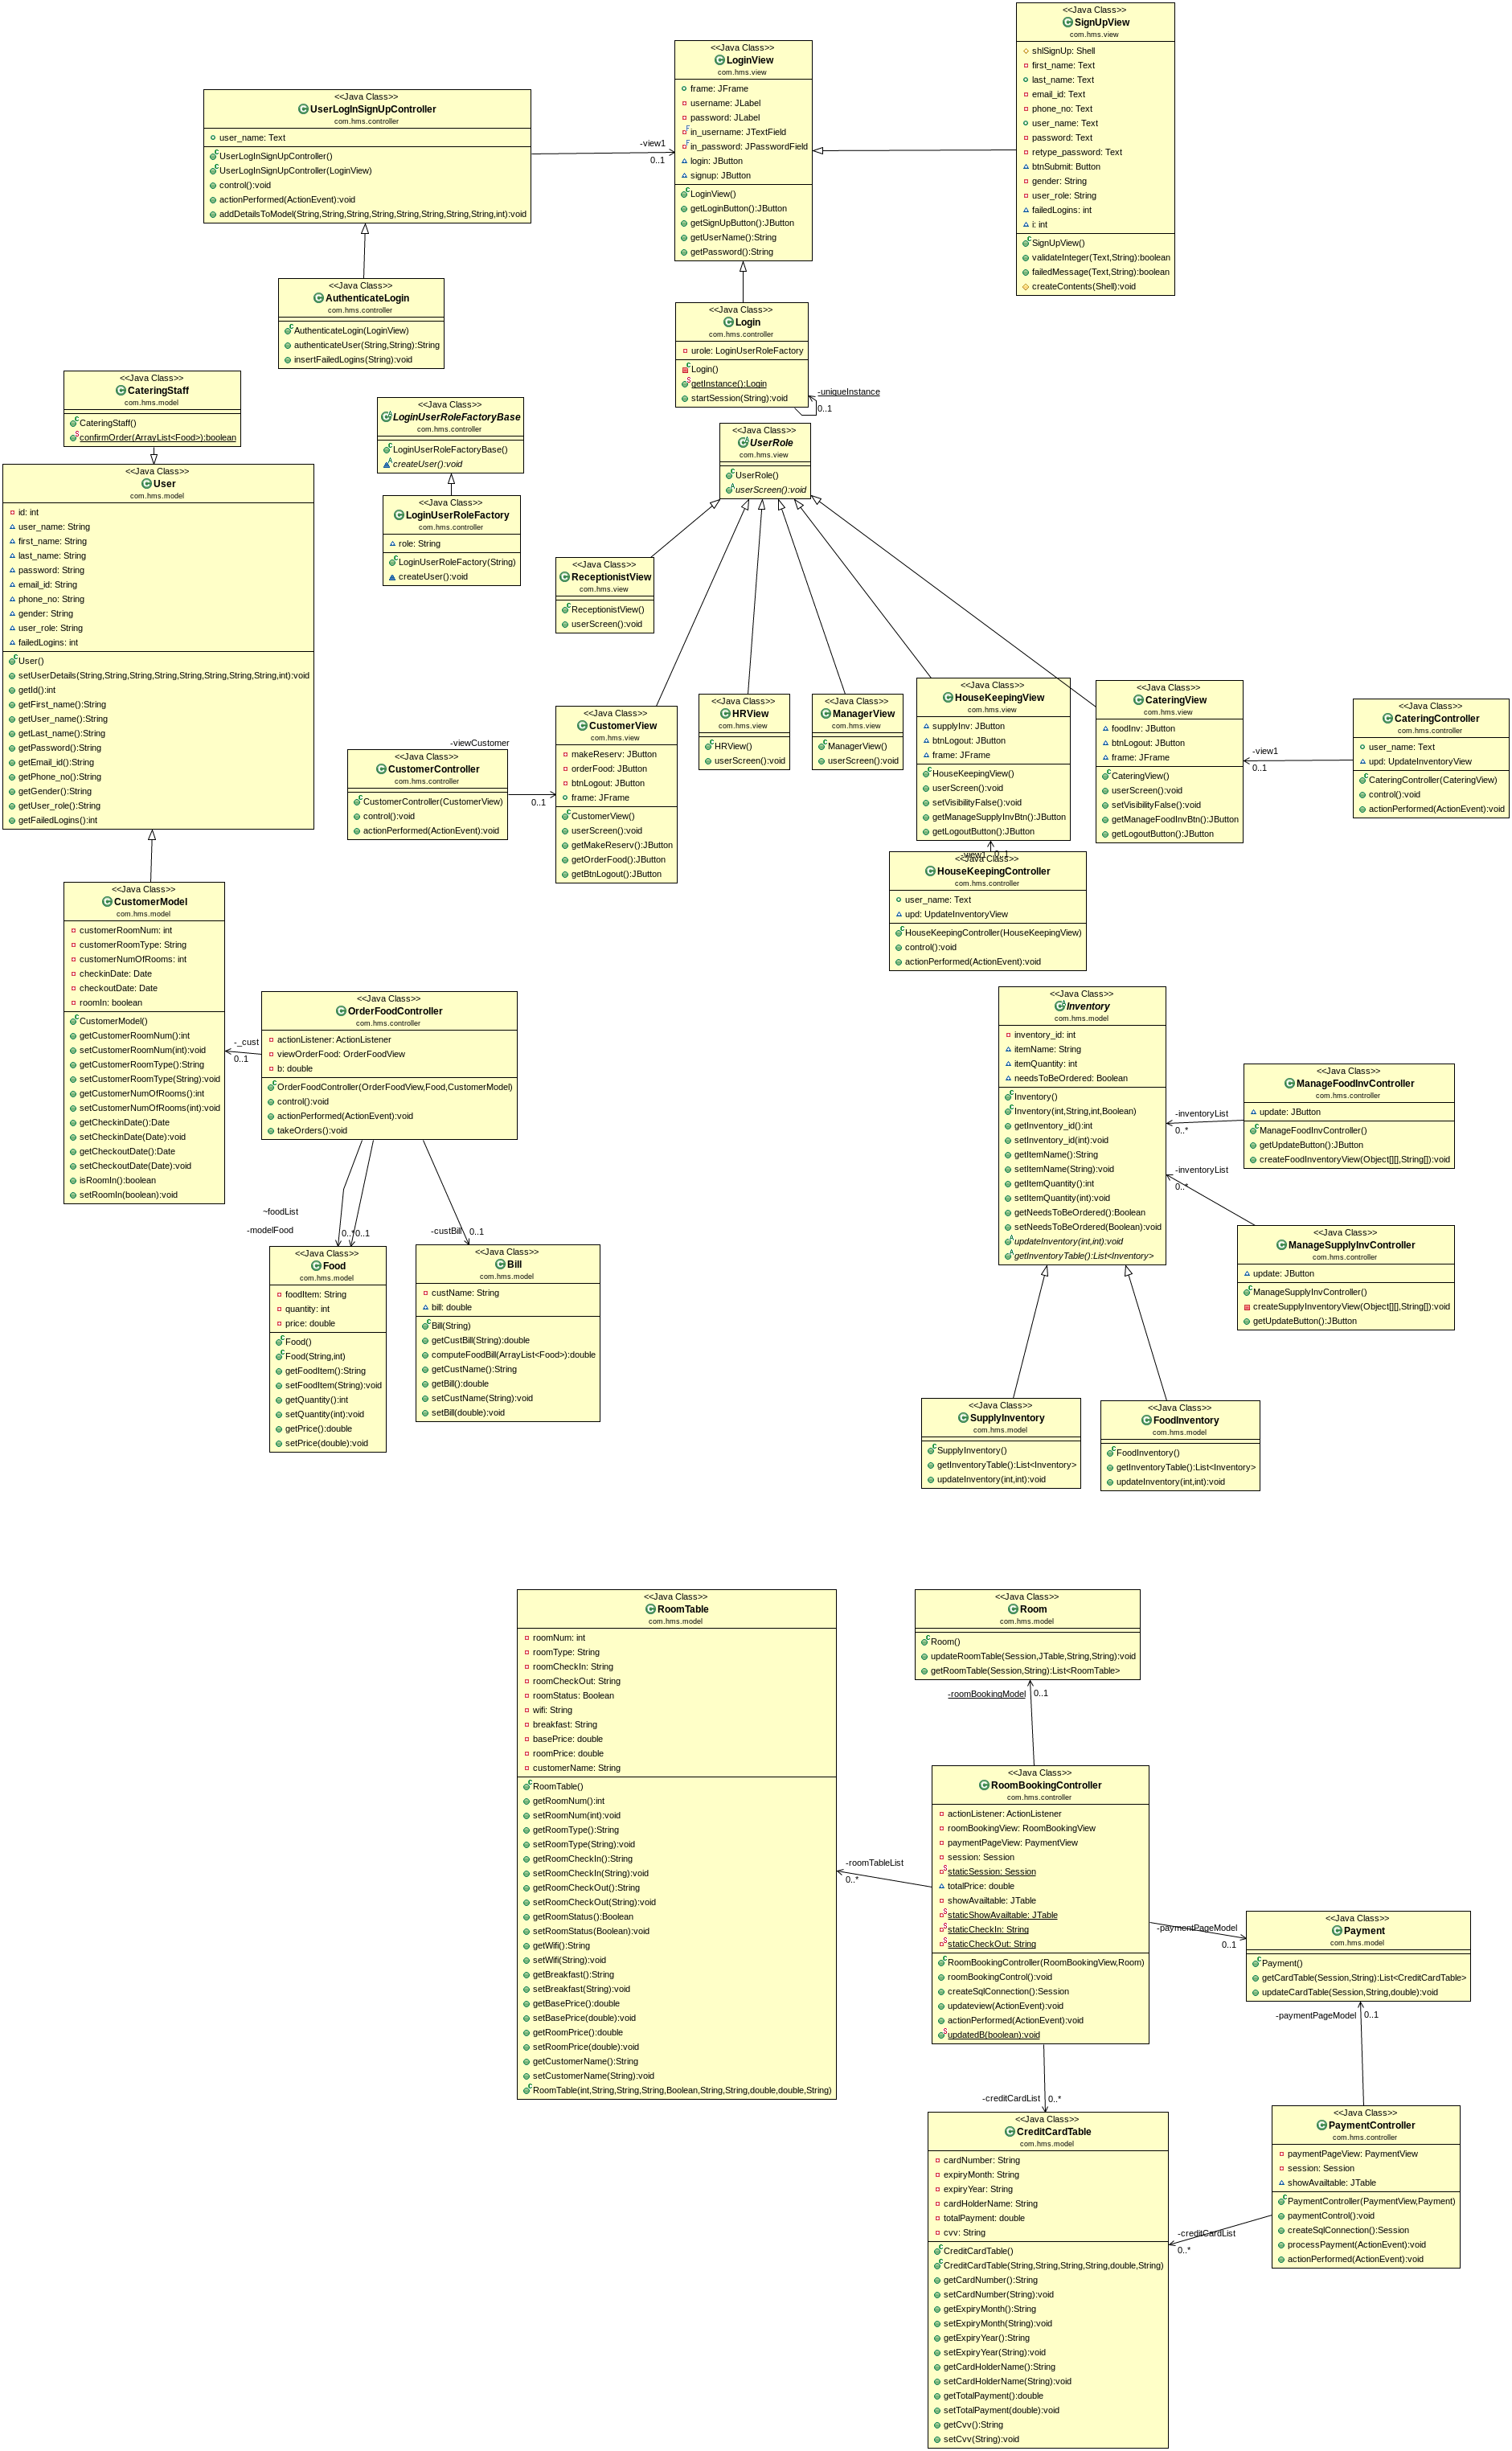 <<Java Class>>
SignUpView
com.hms.view
shlSignUp: Shell
first_name: Text
last_name: Text
email_id: Text
phone_no: Text
user_name: Text
password: Text
retype_password: Text
btnSubmit: Button
gender: String
user_role: String
failedLogins: int
i: int
SignUpView()
validateInteger(Text,String):boolean
failedMessage(Text,String):boolean
createContents(Shell):void
<<Java Class>>
LoginView
com.hms.view
frame: JFrame
username: JLabel
password: JLabel
in_username: JTextField
in_password: JPasswordField
login: JButton
signup: JButton
LoginView()
getLoginButton():JButton
getSignUpButton():JButton
getUserName():String
getPassword():String
<<Java Class>>
UserLogInSignUpController
com.hms.controller
user_name: Text
UserLogInSignUpController()
UserLogInSignUpController(LoginView)
control():void
actionPerformed(ActionEvent):void
addDetailsToModel(String,String,String,String,String,String,String,String,int):void
-view1
0..1
<<Java Class>>
AuthenticateLogin
com.hms.controller
AuthenticateLogin(LoginView)
authenticateUser(String,String):String
insertFailedLogins(String):void
<<Java Class>>
Login
com.hms.controller
urole: LoginUserRoleFactory
Login()
getInstance():Login
startSession(String):void
-uniqueInstance
0..1
<<Java Class>>
CateringStaff
com.hms.model
CateringStaff()
confirmOrder(ArrayList<Food>):boolean
<<Java Class>>
LoginUserRoleFactoryBase
com.hms.controller
LoginUserRoleFactoryBase()
createUser():void
<<Java Class>>
UserRole
com.hms.view
UserRole()
userScreen():void
<<Java Class>>
User
com.hms.model
id: int
user_name: String
first_name: String
last_name: String
password: String
email_id: String
phone_no: String
gender: String
user_role: String
failedLogins: int
User()
setUserDetails(String,String,String,String,String,String,String,String,int):void
getId():int
getFirst_name():String
getUser_name():String
getLast_name():String
getPassword():String
getEmail_id():String
getPhone_no():String
getGender():String
getUser_role():String
getFailedLogins():int
<<Java Class>>
LoginUserRoleFactory
com.hms.controller
role: String
LoginUserRoleFactory(String)
createUser():void
<<Java Class>>
ReceptionistView
com.hms.view
ReceptionistView()
userScreen():void
<<Java Class>>
CustomerView
com.hms.view
makeReserv: JButton
orderFood: JButton
btnLogout: JButton
frame: JFrame
CustomerView()
userScreen():void
getMakeReserv():JButton
getOrderFood():JButton
getBtnLogout():JButton
<<Java Class>>
HRView
com.hms.view
HRView()
userScreen():void
<<Java Class>>
ManagerView
com.hms.view
ManagerView()
userScreen():void
<<Java Class>>
HouseKeepingView
com.hms.view
supplyInv: JButton
btnLogout: JButton
frame: JFrame
HouseKeepingView()
userScreen():void
setVisibilityFalse():void
getManageSupplyInvBtn():JButton
getLogoutButton():JButton
<<Java Class>>
CateringView
com.hms.view
foodInv: JButton
btnLogout: JButton
frame: JFrame
CateringView()
userScreen():void
setVisibilityFalse():void
getManageFoodInvBtn():JButton
getLogoutButton():JButton
<<Java Class>>
CateringController
com.hms.controller
user_name: Text
upd: UpdateInventoryView
CateringController(CateringView)
control():void
actionPerformed(ActionEvent):void
-view1
0..1
-viewCustomer
0..1
<<Java Class>>
CustomerController
com.hms.controller
CustomerController(CustomerView)
control():void
actionPerformed(ActionEvent):void
-view1
0..1
<<Java Class>>
HouseKeepingController
com.hms.controller
user_name: Text
upd: UpdateInventoryView
HouseKeepingController(HouseKeepingView)
control():void
actionPerformed(ActionEvent):void
<<Java Class>>
CustomerModel
com.hms.model
customerRoomNum: int
customerRoomType: String
customerNumOfRooms: int
checkinDate: Date
checkoutDate: Date
roomIn: boolean
CustomerModel()
getCustomerRoomNum():int
setCustomerRoomNum(int):void
getCustomerRoomType():String
setCustomerRoomType(String):void
getCustomerNumOfRooms():int
setCustomerNumOfRooms(int):void
getCheckinDate():Date
setCheckinDate(Date):void
getCheckoutDate():Date
setCheckoutDate(Date):void
isRoomIn():boolean
setRoomIn(boolean):void
-_cust
0..1
<<Java Class>>
OrderFoodController
com.hms.controller
actionListener: ActionListener
viewOrderFood: OrderFoodView
b: double
OrderFoodController(OrderFoodView,Food,CustomerModel)
control():void
actionPerformed(ActionEvent):void
takeOrders():void
~foodList
-modelFood
0..*
0..1
-custBill
0..1
<<Java Class>>
Food
com.hms.model
foodItem: String
quantity: int
price: double
Food()
Food(String,int)
getFoodItem():String
setFoodItem(String):void
getQuantity():int
setQuantity(int):void
getPrice():double
setPrice(double):void
<<Java Class>>
Bill
com.hms.model
custName: String
bill: double
Bill(String)
getCustBill(String):double
computeFoodBill(ArrayList<Food>):double
getCustName():String
getBill():double
setCustName(String):void
setBill(double):void
<<Java Class>>
Inventory
com.hms.model
inventory_id: int
itemName: String
itemQuantity: int
needsToBeOrdered: Boolean
Inventory()
Inventory(int,String,int,Boolean)
getInventory_id():int
setInventory_id(int):void
getItemName():String
setItemName(String):void
getItemQuantity():int
setItemQuantity(int):void
getNeedsToBeOrdered():Boolean
setNeedsToBeOrdered(Boolean):void
updateInventory(int,int):void
getInventoryTable():List<Inventory>
<<Java Class>>
ManageFoodInvController
com.hms.controller
update: JButton
ManageFoodInvController()
getUpdateButton():JButton
createFoodInventoryView(Object[][],String[]):void
-inventoryList
0..*
-inventoryList
0..*
<<Java Class>>
ManageSupplyInvController
com.hms.controller
update: JButton
ManageSupplyInvController()
createSupplyInventoryView(Object[][],String[]):void
getUpdateButton():JButton
<<Java Class>>
SupplyInventory
com.hms.model
SupplyInventory()
getInventoryTable():List<Inventory>
updateInventory(int,int):void
<<Java Class>>
FoodInventory
com.hms.model
FoodInventory()
getInventoryTable():List<Inventory>
updateInventory(int,int):void
<<Java Class>>
RoomTable
com.hms.model
roomNum: int
roomType: String
roomCheckIn: String
roomCheckOut: String
roomStatus: Boolean
wifi: String
breakfast: String
basePrice: double
roomPrice: double
customerName: String
RoomTable()
getRoomNum():int
setRoomNum(int):void
getRoomType():String
setRoomType(String):void
getRoomCheckIn():String
setRoomCheckIn(String):void
getRoomCheckOut():String
setRoomCheckOut(String):void
getRoomStatus():Boolean
setRoomStatus(Boolean):void
getWifi():String
setWifi(String):void
getBreakfast():String
setBreakfast(String):void
getBasePrice():double
setBasePrice(double):void
getRoomPrice():double
setRoomPrice(double):void
getCustomerName():String
setCustomerName(String):void
RoomTable(int,String,String,String,Boolean,String,String,double,double,String)
<<Java Class>>
Room
com.hms.model
Room()
updateRoomTable(Session,JTable,String,String):void
getRoomTable(Session,String):List<RoomTable>
-roomBookingModel
0..1
<<Java Class>>
RoomBookingController
com.hms.controller
actionListener: ActionListener
roomBookingView: RoomBookingView
paymentPageView: PaymentView
session: Session
staticSession: Session
totalPrice: double
showAvailtable: JTable
staticShowAvailtable: JTable
staticCheckIn: String
staticCheckOut: String
RoomBookingController(RoomBookingView,Room)
roomBookingControl():void
createSqlConnection():Session
updateview(ActionEvent):void
actionPerformed(ActionEvent):void
updatedB(boolean):void
-roomTableList
0..*
-paymentPageModel
0..1
<<Java Class>>
Payment
com.hms.model
Payment()
getCardTable(Session,String):List<CreditCardTable>
updateCardTable(Session,String,double):void
-paymentPageModel
0..1
-creditCardList
0..*
<<Java Class>>
CreditCardTable
com.hms.model
cardNumber: String
expiryMonth: String
expiryYear: String
cardHolderName: String
totalPayment: double
cvv: String
CreditCardTable()
CreditCardTable(String,String,String,String,double,String)
getCardNumber():String
setCardNumber(String):void
getExpiryMonth():String
setExpiryMonth(String):void
getExpiryYear():String
setExpiryYear(String):void
getCardHolderName():String
setCardHolderName(String):void
getTotalPayment():double
setTotalPayment(double):void
getCvv():String
setCvv(String):void
<<Java Class>>
PaymentController
com.hms.controller
paymentPageView: PaymentView
session: Session
showAvailtable: JTable
PaymentController(PaymentView,Payment)
paymentControl():void
createSqlConnection():Session
processPayment(ActionEvent):void
actionPerformed(ActionEvent):void
-creditCardList
0..*